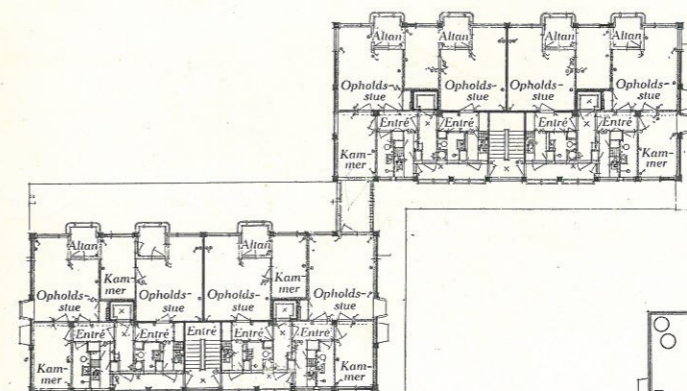 Altan Altan Altan Altan
Opholds- Opholds- Opholds- Opholds-
stue stue stue stue
Entré Entré Entré Entré
Kam- Kam-
mer mer
Altan Altan
Kam- Kam-
mer mer
Opholds- Opholds- Opholds- Opholds-
stue stue stue stue
Entré Entré Entré Entré Entré
Kam- Kam-
mer mer